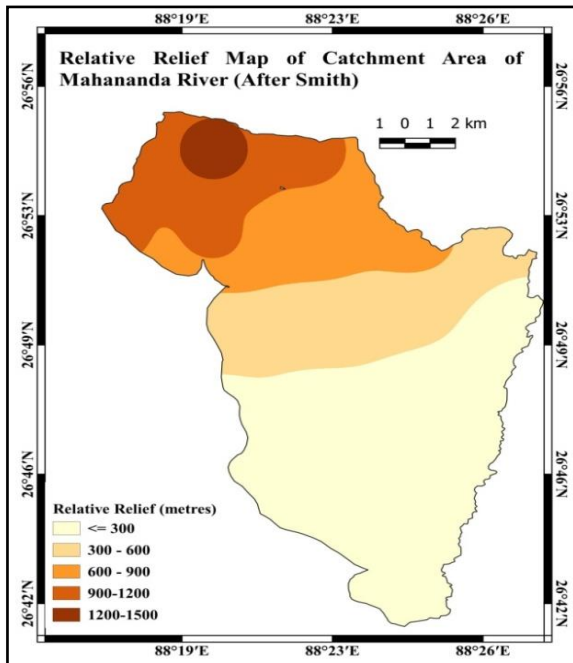 88°19'E 88°23'E 88°26'E
Relative Relief Map of Catchment Area of
Mahananda River (After Smith)
26°56'N 26°56'N
1 0 1 2 km
26°53'N 26°53'N
26°49'N 26°49'N
26°46'N 26°46'N
Relative Relief (metres)
<= 300
300 - 600
600 - 900
900-1200
1200-1500
26°42'N 26°42'N
88°19'E 88°23'E 88°26'E